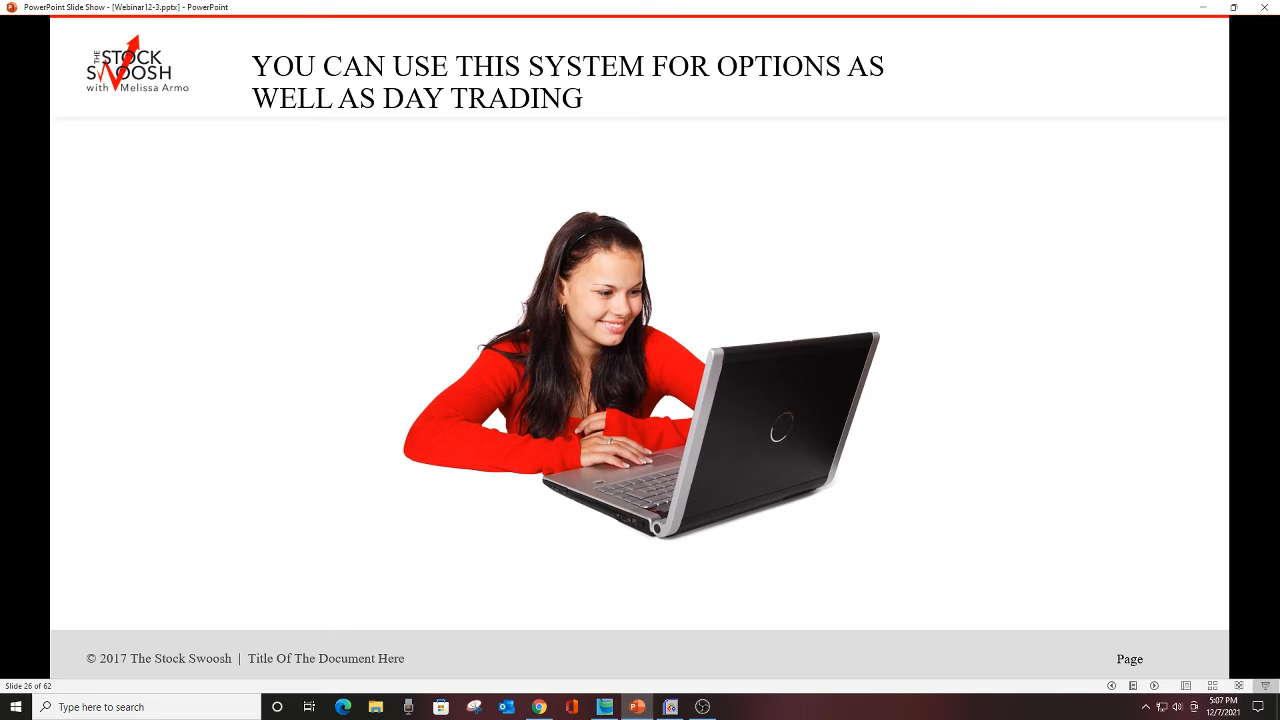 PowerPoint Slide Show - [Webinar12-3.pptx] - PowerPoint
THE
STOCK
SWOOSH
with Melissa Armo
YOU CAN USE THIS SYSTEM FOR OPTIONS AS
WELL AS DAY TRADING
© 2017 The Stock Swoosh | Title Of The Document Here
Page
Slide 26 of 62
Type here to search
5:07 PM
12/7/2021